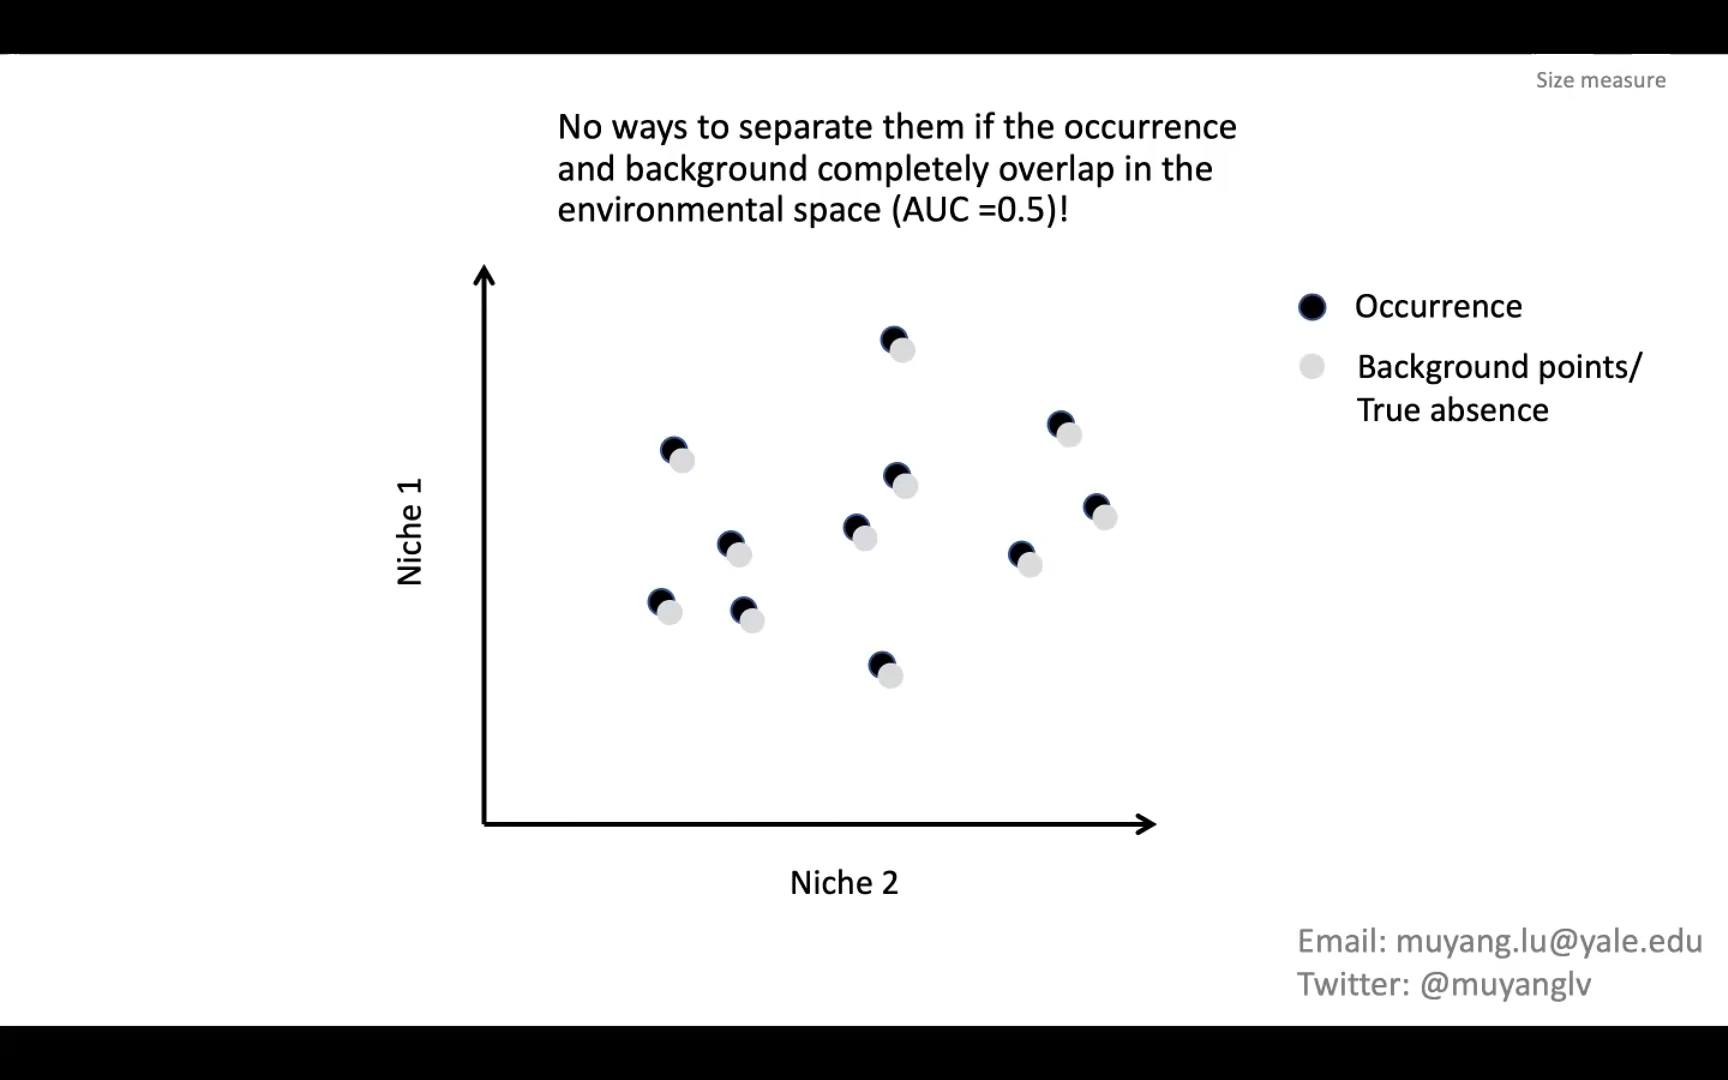 Size measure
No ways to separate them if the occurrence
and background completely overlap in the
environmental space (AUC =0.5)!
Occurrence
Background points/
True absence
Niche 1
Niche 2
Email: muyang.lu@yale.edu
Twitter: @muyanglv